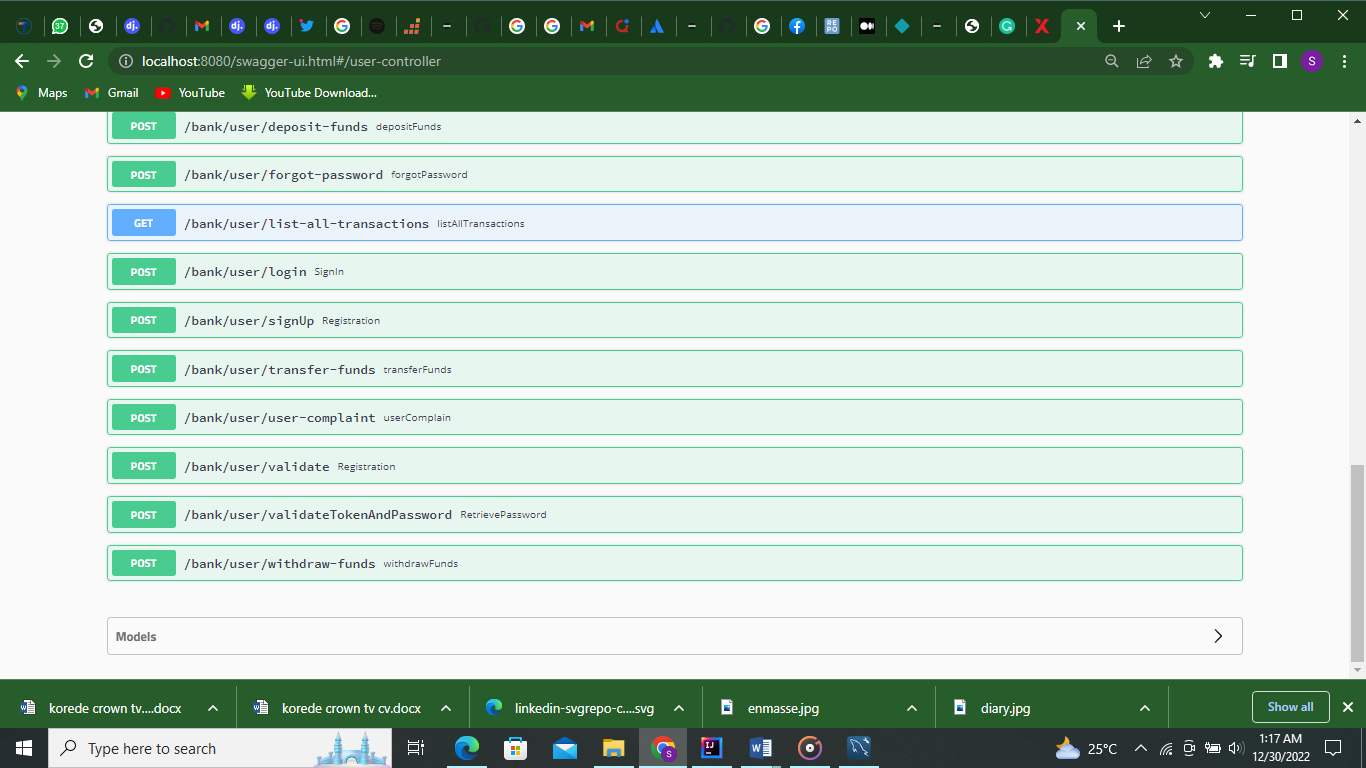 37
dj.
dj.
dj.
RE
PO
localhost:8080/swagger-ui.html#/user-controller
S
Maps
Gmail
YouTube
YouTube Download...
POST /bank/user/deposit-funds depositFunds
POST /bank/user/forgot-password forgotPassword
GET /bank/user/list-all-transactions listAllTransactions
POST /bank/user/login SignIn
POST /bank/user/signUp Registration
POST /bank/user/transfer-funds transferFunds
POST /bank/user/user-complaint userComplain
POST /bank/user/validate Registration
POST /bank/user/validateTokenAndPassword RetrievePassword
POST /bank/user/withdraw-funds withdrawFunds
Models
korede crown tv....docx
korede crown tv cv.docx
linkedin-svgrepo-c....svg
enmasse.jpg
diary.jpg
Show all
Type here to search
25°C
1:17 AM
12/30/2022